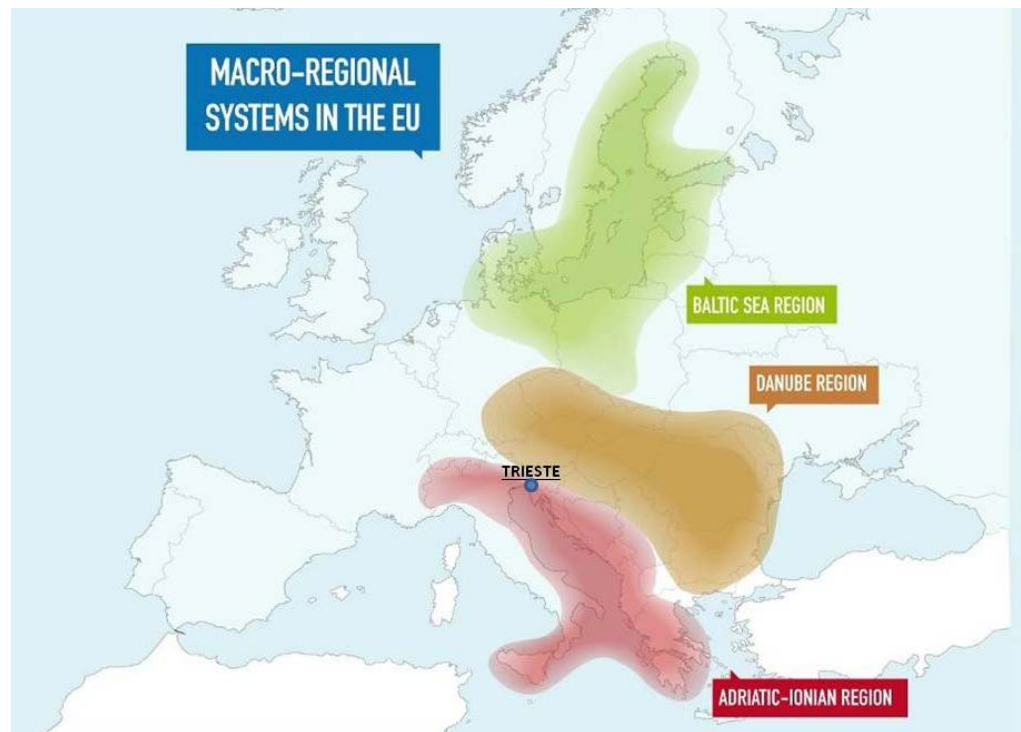 MACRO-REGIONAL
SYSTEMS IN THE EU
BALTIC SEA REGION
DANUBE REGION
TRIESTE
ADRIATIC-IONIAN REGION